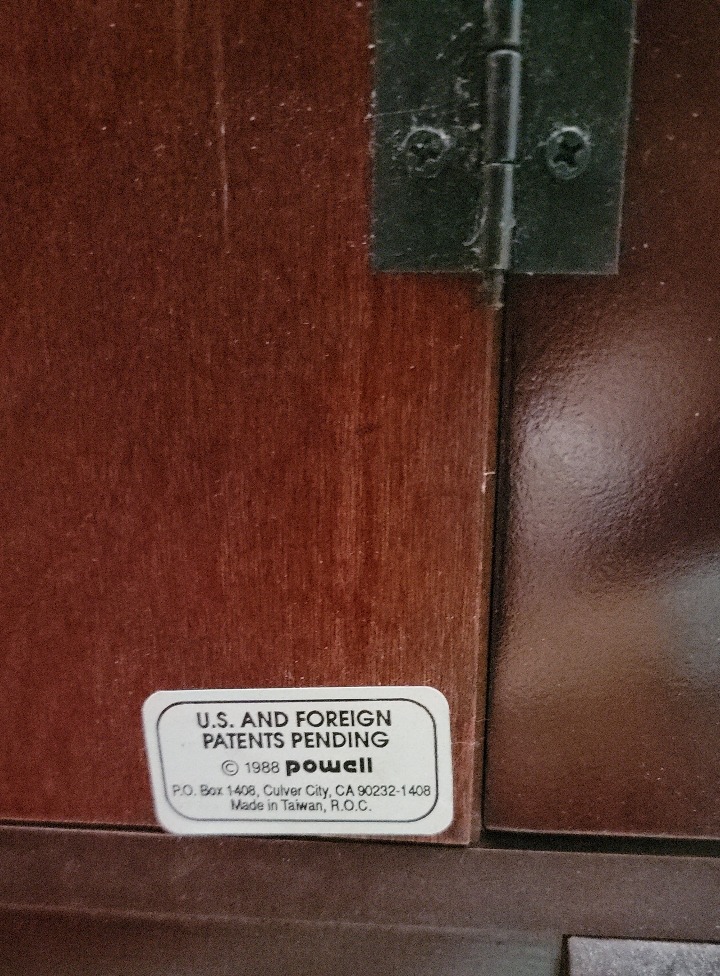 U.S. AND FOREIGN
PATENTS PENDING
© 1988 powell
P.O. Box 1408, Culver City, CA 90232-1408
Made in Taiwan, R.O.C.